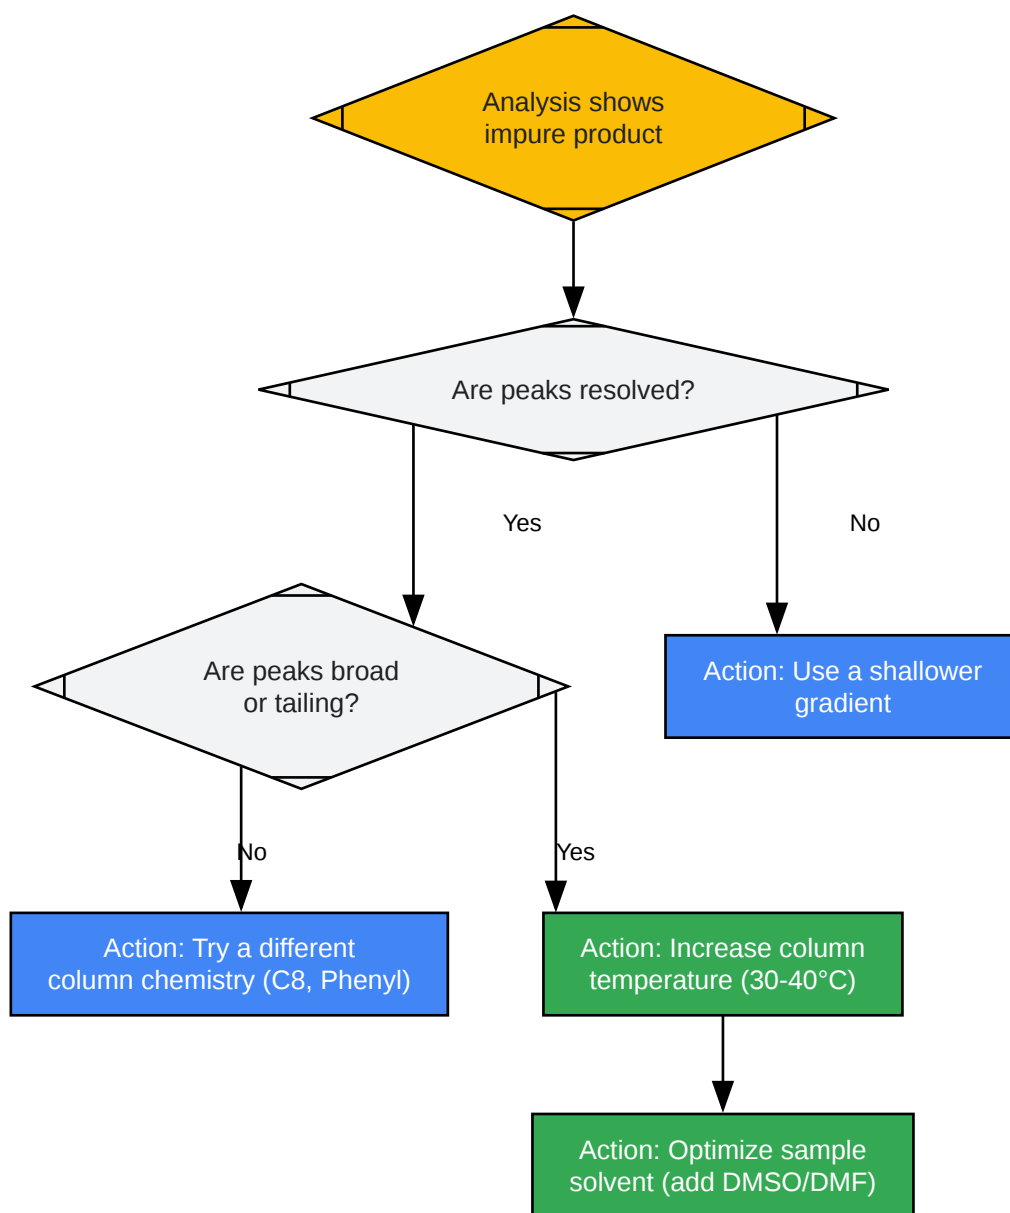 Analysis shows
impure product
Are peaks resolved?
Yes
No
Are peaks broad
or tailing?
Action: Use a shallower
gradient
No
Yes
Action: Try a different
column chemistry (C8, Phenyl)
Action: Increase column
temperature (30-40°C)
Action: Optimize sample
solvent (add DMSO/DMF)